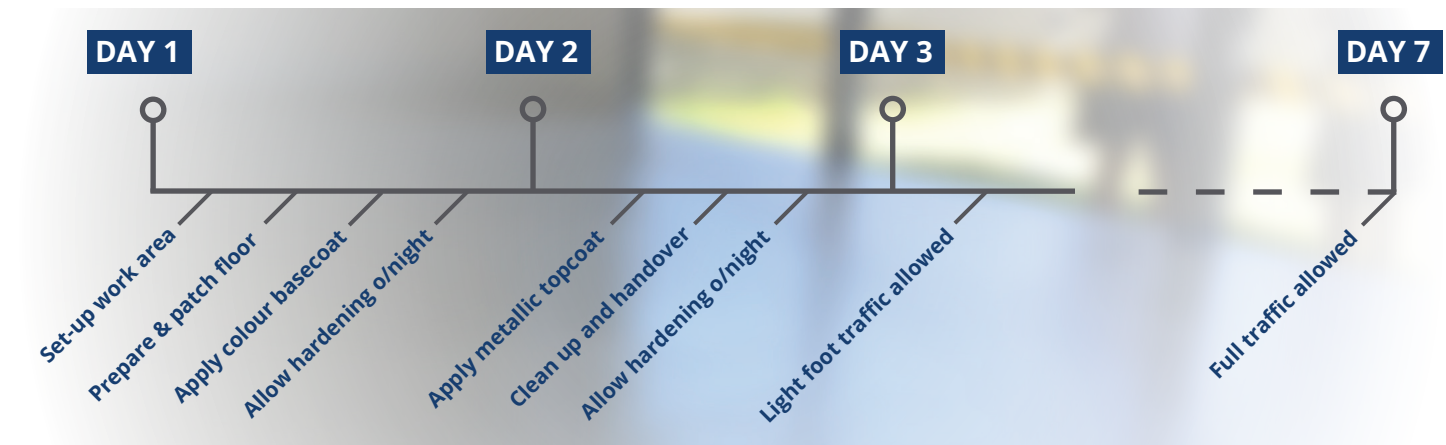 DAY 1
DAY 2
DAY 3
DAY 7
Set-up work area
Prepare & patch floor
Apply colour basecoat
Allow hardening o/night
Apply metallic topcoat
Clean up and handover
Allow hardening o/night
Light foot traffic allowed
Full traffic allowed